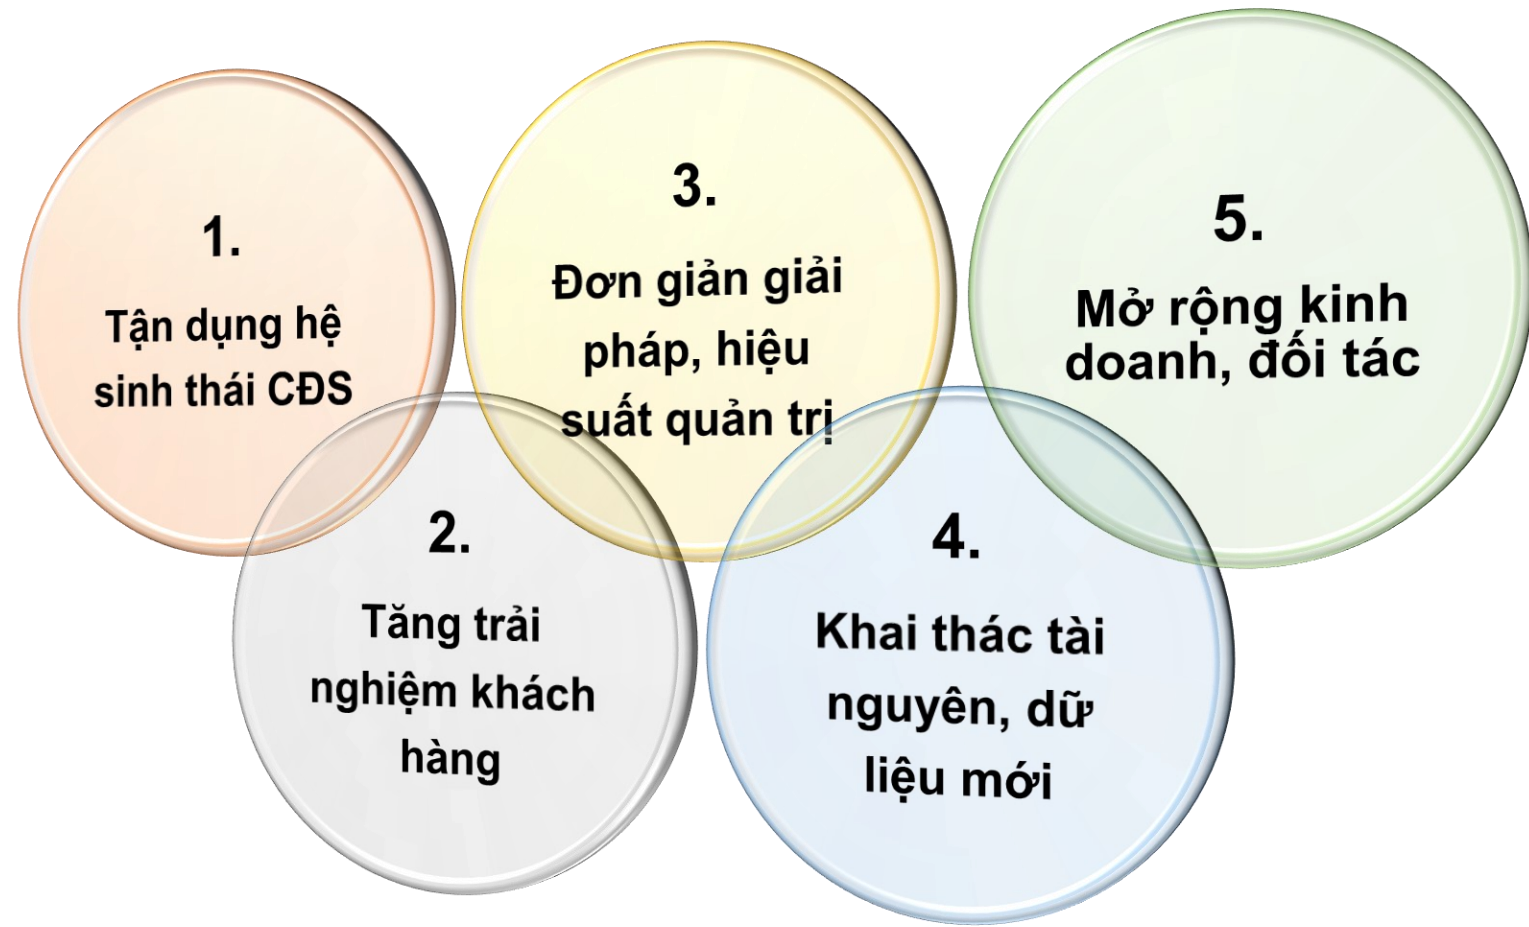 1.
Tận dụng hệ
sinh thái CĐS
2.
Tăng trải
nghiệm khách
hàng
3.
Đơn giản giải
pháp, hiệu
suất quản trị
4.
Khai thác tài
nguyên, dữ
liệu mới
5.
Mở rộng kinh
doanh, đối tác